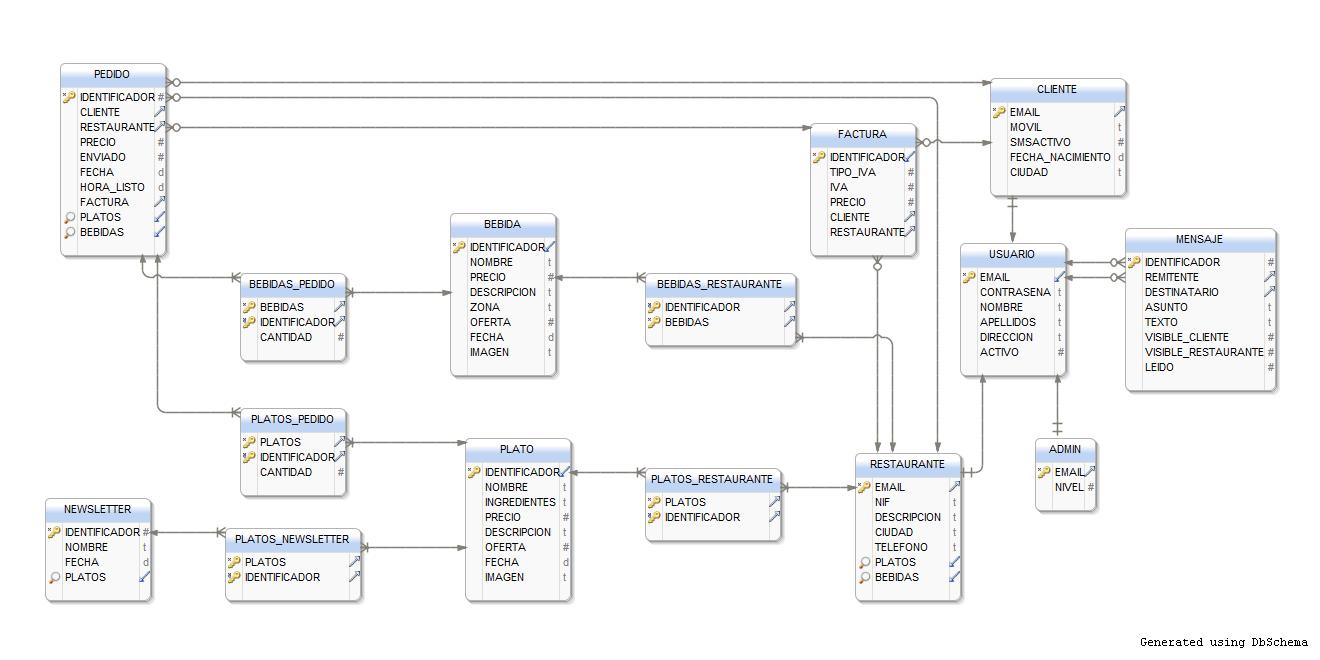 PEDIDO
IDENTIFICADOR #
CLIENTE
RESTAURANTE
PRECIO #
ENVIADO #
FECHA d
HORA_LISTO d
FACTURA
PLATOS
BEBIDAS
CLIENTE
EMAIL
MOVIL t
SMSACTIVO #
FECHA_NACIMIENTO d
CIUDAD t
FACTURA
IDENTIFICADOR
TIPO_IVA #
IVA #
PRECIO #
CLIENTE
RESTAURANTE
BEBIDA
IDENTIFICADOR
NOMBRE t
PRECIO #
DESCRIPCION t
ZONA t
OFERTA #
FECHA d
IMAGEN t
USUARIO
EMAIL
CONTRASENA t
NOMBRE t
APELLIDOS t
DIRECCION t
ACTIVO #
MENSAJE
IDENTIFICADOR #
REMITENTE
DESTINATARIO
ASUNTO t
TEXTO t
VISIBLE_CLIENTE #
VISIBLE_RESTAURANTE #
LEIDO #
BEBIDAS_PEDIDO
BEBIDAS
IDENTIFICADOR
CANTIDAD #
BEBIDAS_RESTAURANTE
IDENTIFICADOR
BEBIDAS
PLATOS_PEDIDO
PLATOS
IDENTIFICADOR
CANTIDAD #
PLATO
IDENTIFICADOR
NOMBRE t
INGREDIENTES t
PRECIO #
DESCRIPCION t
OFERTA #
FECHA d
IMAGEN t
PLATOS_RESTAURANTE
PLATOS
IDENTIFICADOR
RESTAURANTE
EMAIL
NIF t
DESCRIPCION t
CIUDAD t
TELEFONO t
PLATOS
BEBIDAS
ADMIN
EMAIL
NIVEL #
NEWSLETTER
IDENTIFICADOR #
NOMBRE t
FECHA d
PLATOS
PLATOS_NEWSLETTER
PLATOS
IDENTIFICADOR
Generated using DbSchema